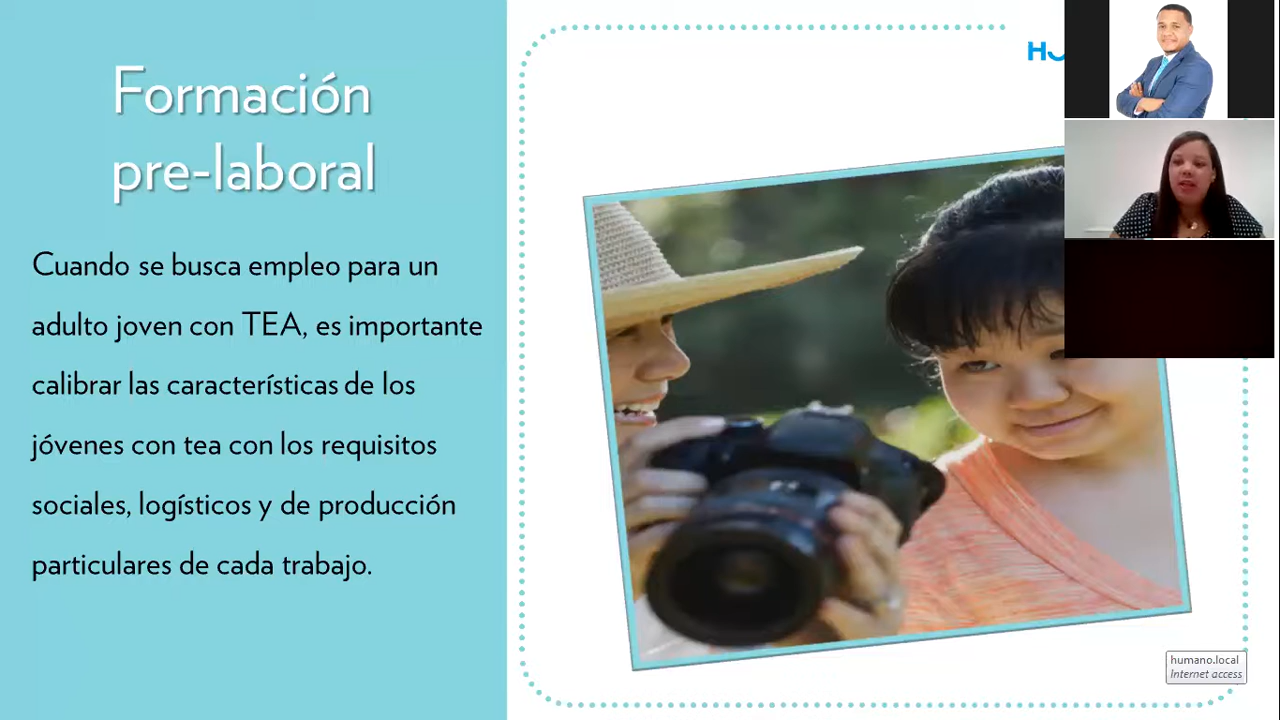 Formación
pre-laboral
Cuando se busca empleo para un
adulto joven con TEA, es importante
calibrar las características de los
jóvenes con tea con los requisitos
sociales, logísticos y de producción
particulares de cada trabajo.
humano.local
Internet access